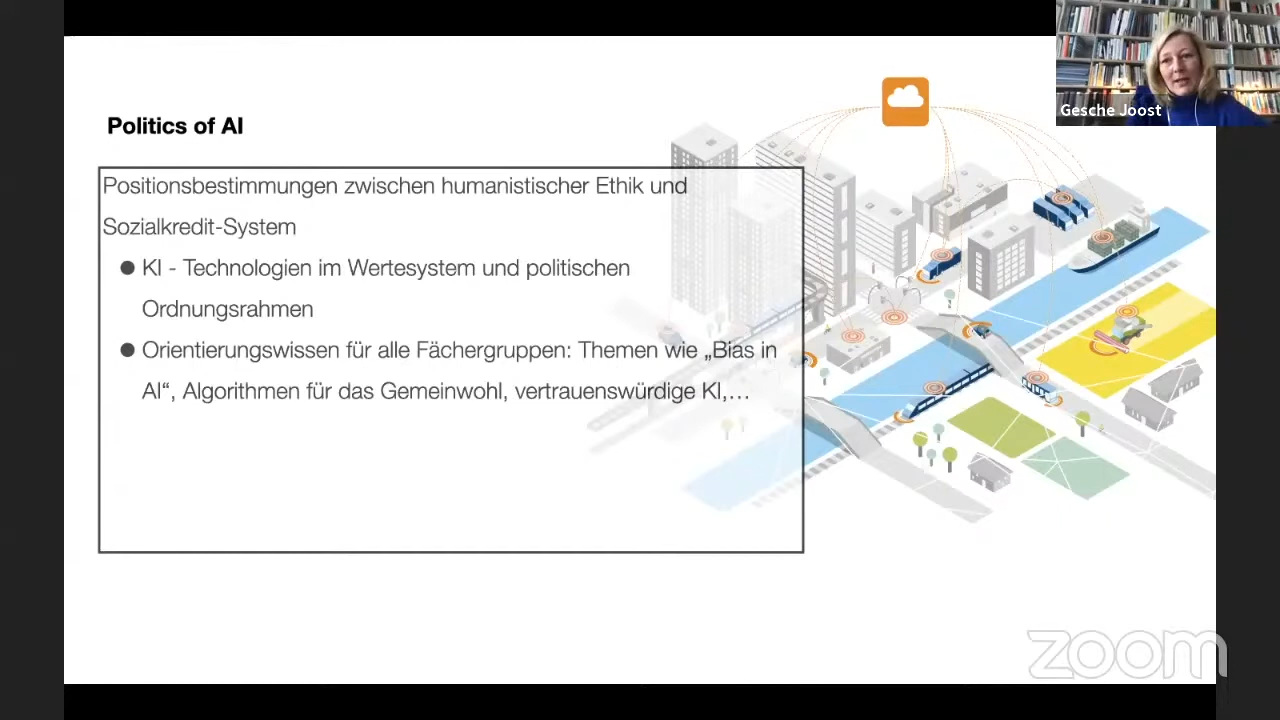 Gesche Joost
Politics of AI
Positionsbestimmungen zwischen humanistischer Ethik und
Sozialkredit-System
● KI - Technologien im Wertesystem und politischen
Ordnungsrahmen
● Orientierungswissen für alle Fächergruppen: Themen wie „Bias in
AI“, Algorithmen für das Gemeinwohl, vertrauenswürdige KI,…
zoom